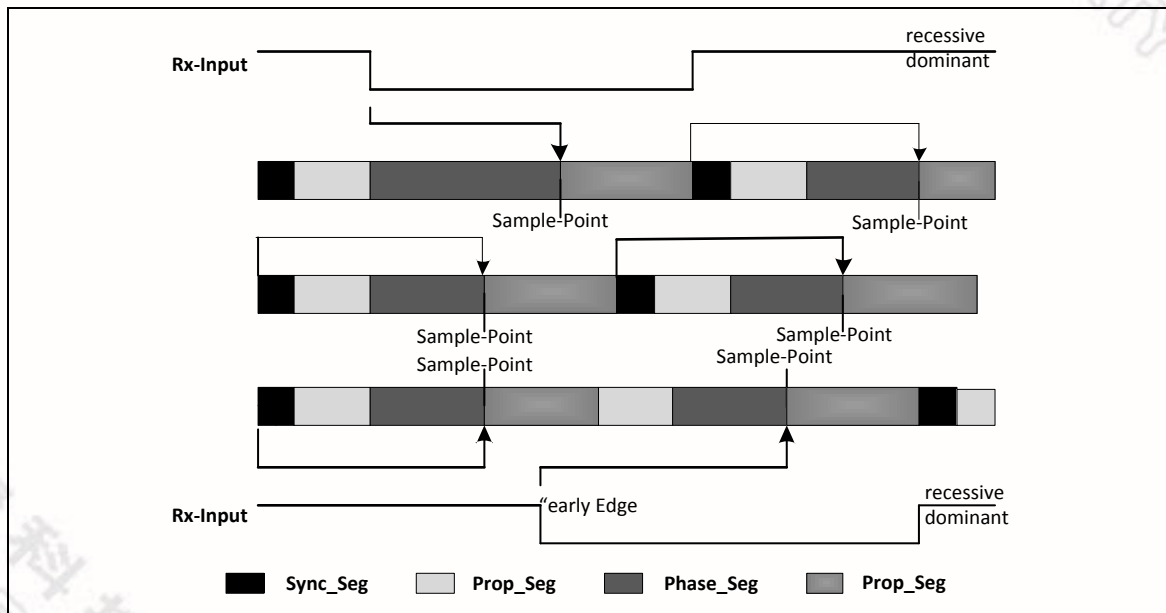 recessive
Rx-Input
dominant
Sample-Point
Sample-Point
Sample-Point
Sample-Point
Sample-Point
Sample-Point
“early Edge
recessive
Rx-Input
dominant
Sync_Seg
Prop_Seg
Phase_Seg
Prop_Seg